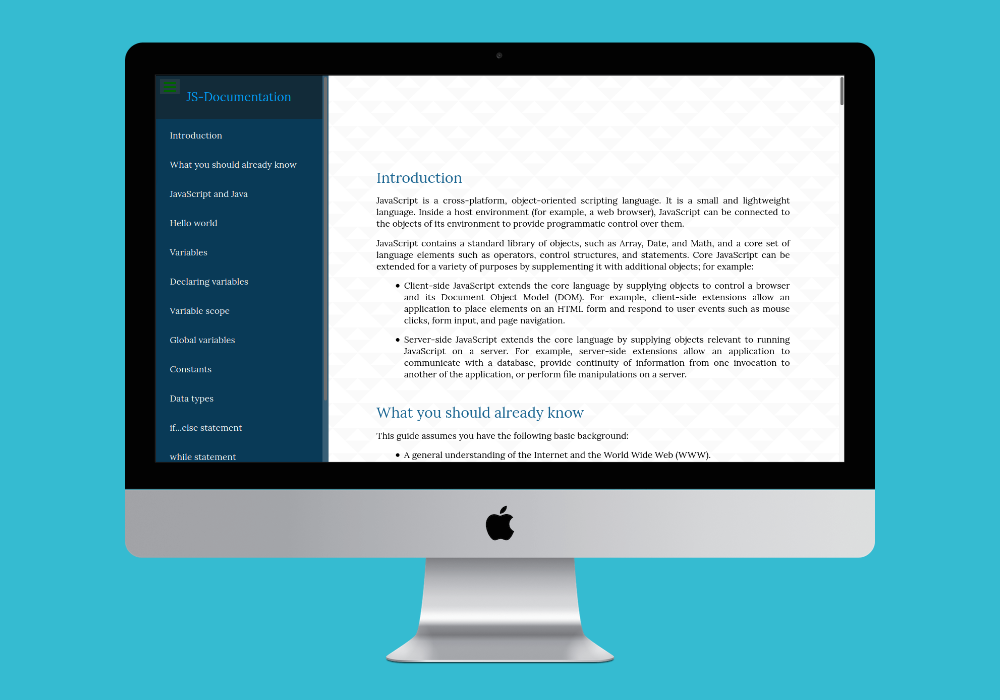 JS-Documentation
Introduction
What you should already know
JavaScript and Java
Hello world
Variables
Declaring variables
Variable scope
Global variables
Constants
Data types
if...else statement
while statement
Introduction
JavaScript is a cross-platform, object-oriented scripting language. It is a small and lightweight
language. Inside a host environment (for example, a web browser), JavaScript can be connected to
the objects of its environment to provide programmatic control over them.
JavaScript contains a standard library of objects, such as Array, Date, and Math, and a core set of
language elements such as operators, control structures, and statements. Core JavaScript can be
extended for a variety of purposes by supplementing it with additional objects; for example:
• Client-side JavaScript extends the core language by supplying objects to control a browser
and its Document Object Model (DOM). For example, client-side extensions allow an
application to place elements on an HTML form and respond to user events such as mouse
clicks, form input, and page navigation.
• Server-side JavaScript extends the core language by supplying objects relevant to running
JavaScript on a server. For example, server-side extensions allow an application to
communicate with a database, provide continuity of information from one invocation to
another of the application, or perform file manipulations on a server.
What you should already know
This guide assumes you have the following basic background:
• A general understanding of the Internet and the World Wide Web (WWW).